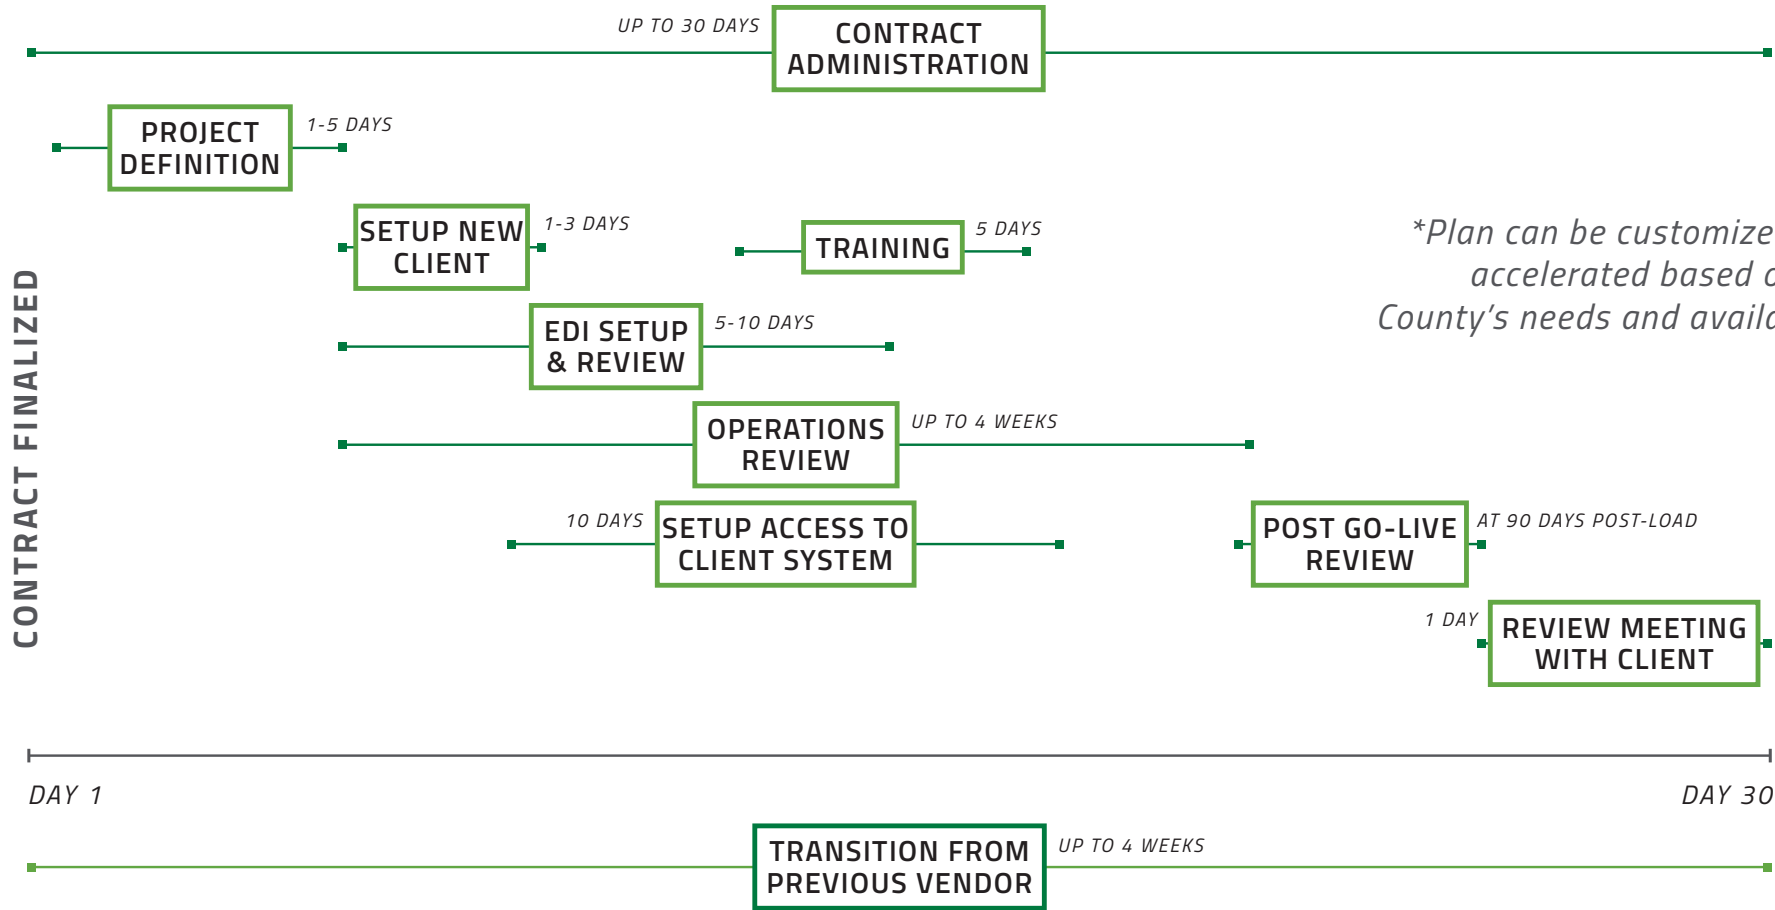 UP TO 30 DAYS
CONTRACT
ADMINISTRATION
PROJECT
DEFINITION
1-5 DAYS
SETUP NEW
CLIENT
1-3 DAYS
TRAINING
5 DAYS
*Plan can be customize
accelerated based o
County's needs and availa
CONTRACT FINALIZED
EDI SETUP
& REVIEW
5-10 DAYS
OPERATIONS
REVIEW
UP TO 4 WEEKS
10 DAYS
SETUP ACCESS TO
CLIENT SYSTEM
POST GO-LIVE
REVIEW
AT 90 DAYS POST-LOAD
1 DAY
REVIEW MEETING
WITH CLIENT
DAY 1
DAY 30
TRANSITION FROM
PREVIOUS VENDOR
UP TO 4 WEEKS